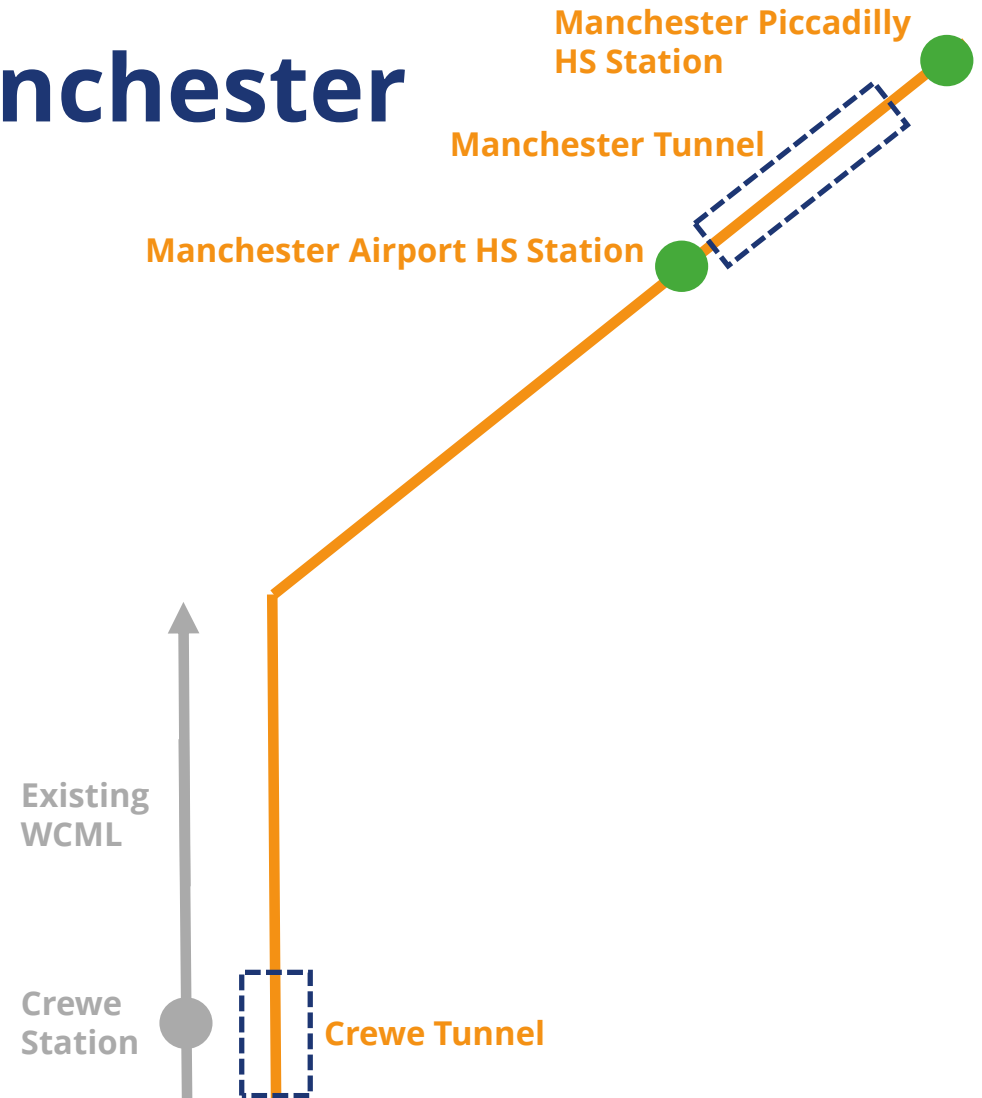 Manchester Piccadilly
HS Station
nchester
Manchester Tunnel
Manchester Airport HS Station
Existing
WCML
Crewe
Station
Crewe Tunnel